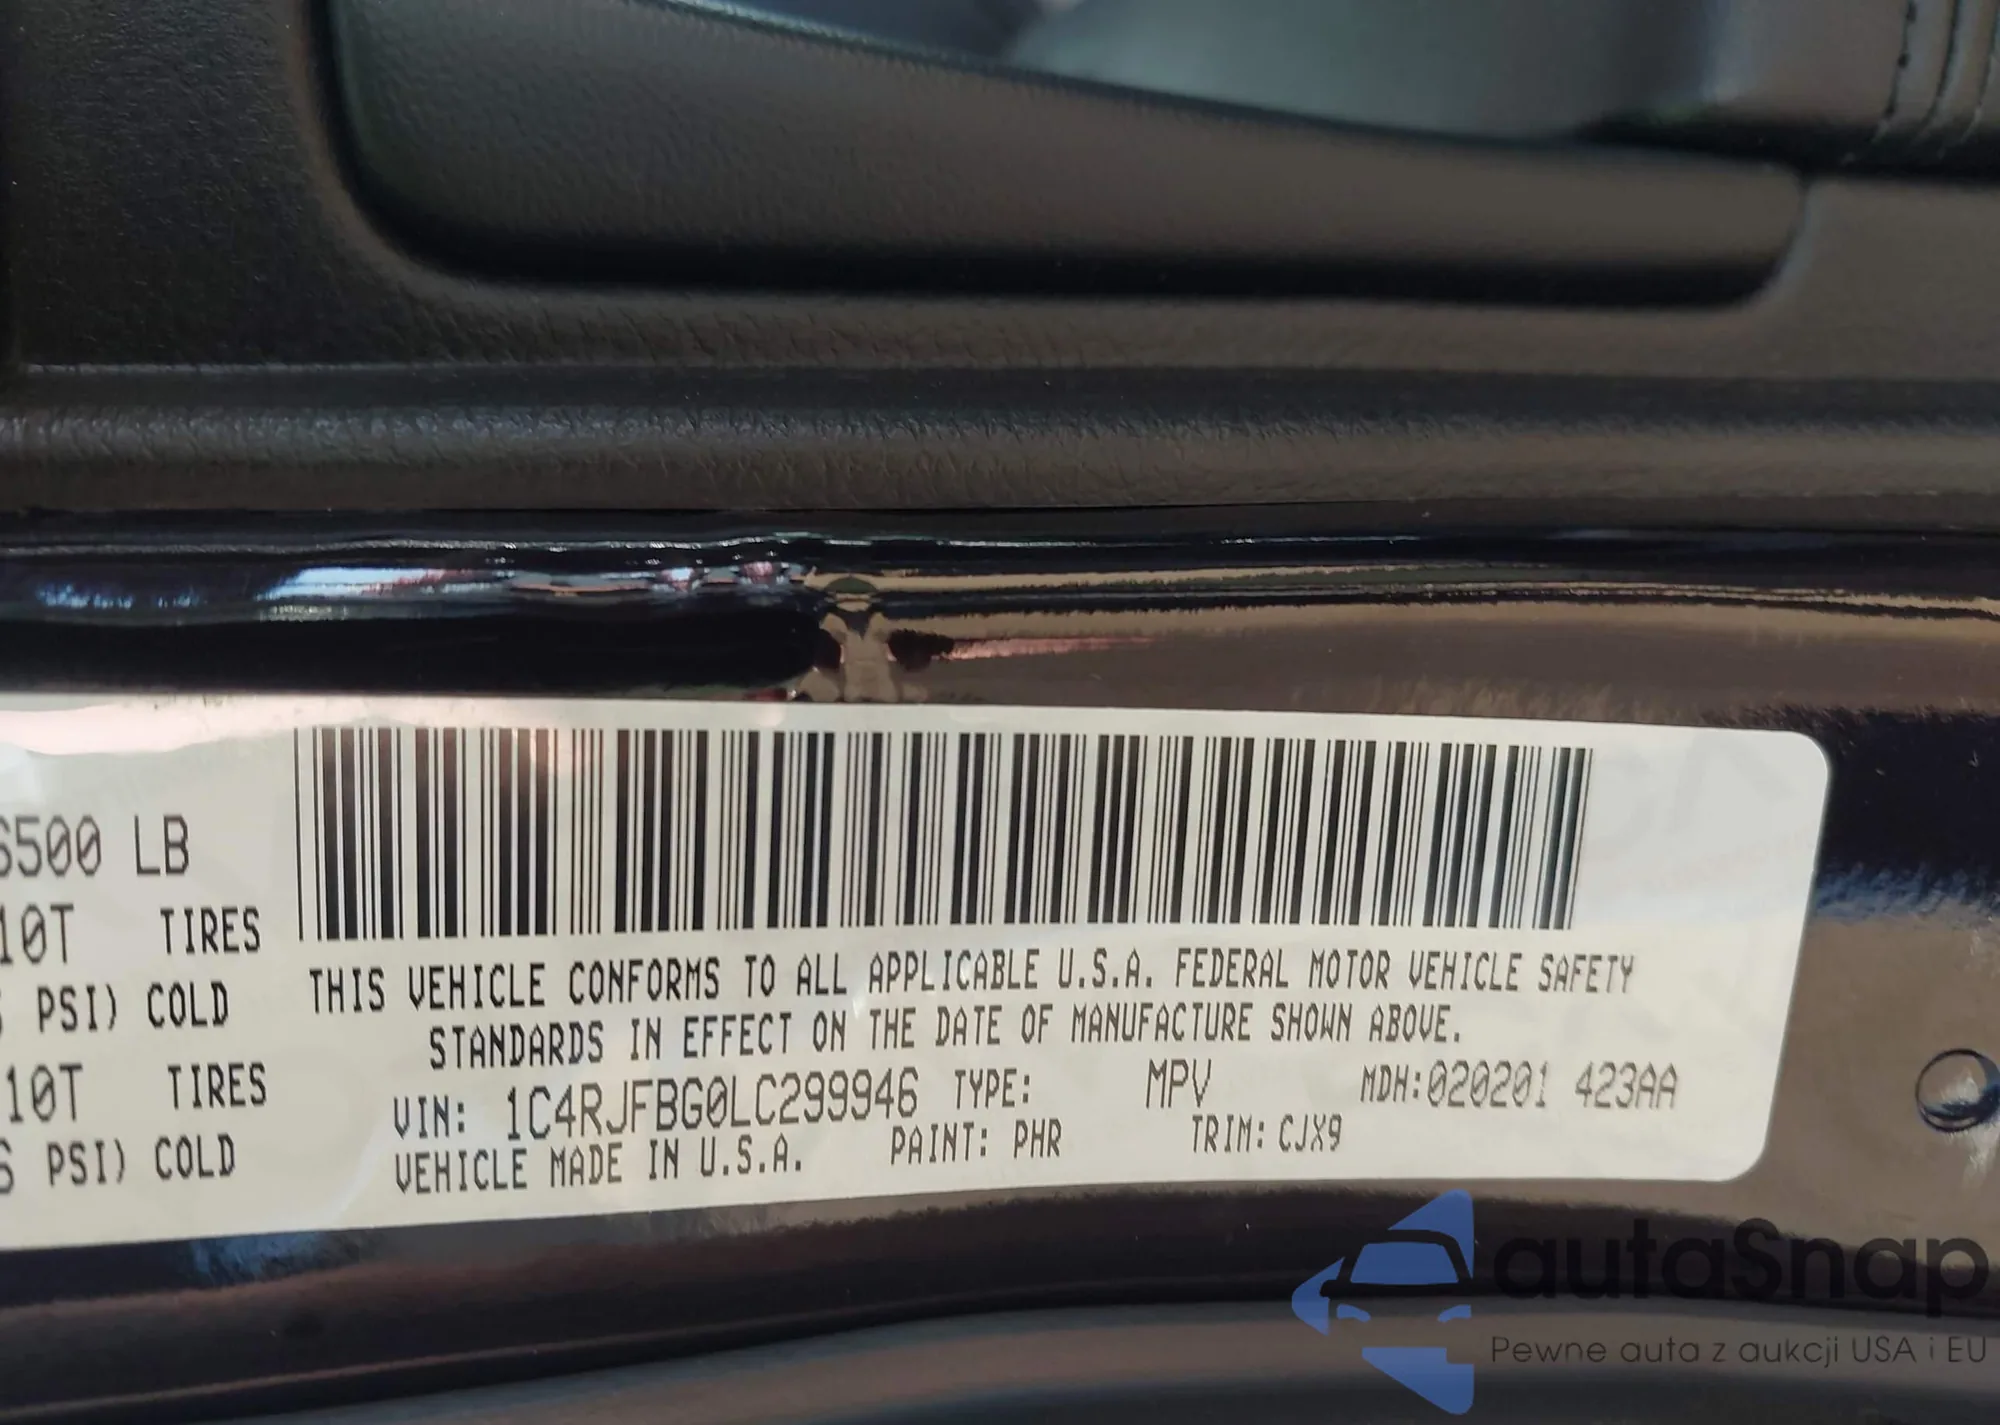 6500 LB
10T TIRES
PSI) COLD
10T TIRES
PSI) COLD
THIS VEHICLE CONFORMS TO ALL APPLICABLE U.S.A. FEDERAL MOTOR VEHICLE SAFETY
STANDARDS IN EFFECT ON THE DATE OF MANUFACTURE SHOWN ABOVE.
VIN: 1C4RJFBG0LC299946 TYPE: MPV MDH:020201 423AA
VEHICLE MADE IN U.S.A. PAINT: PHR TRIM: CJX9
autaSnap
Pewne auta z aukcji USA i EU